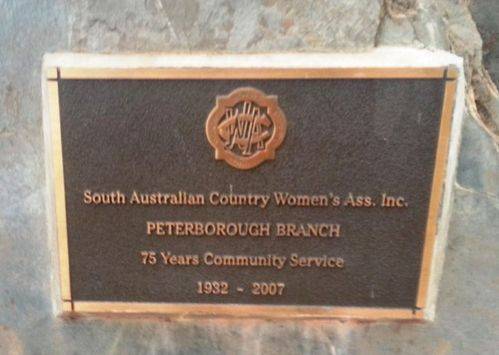 South Australian Country Women's Ass. Inc.
PETERBOROUGH BRANCH
75 Years Community Service
1932 - 2007